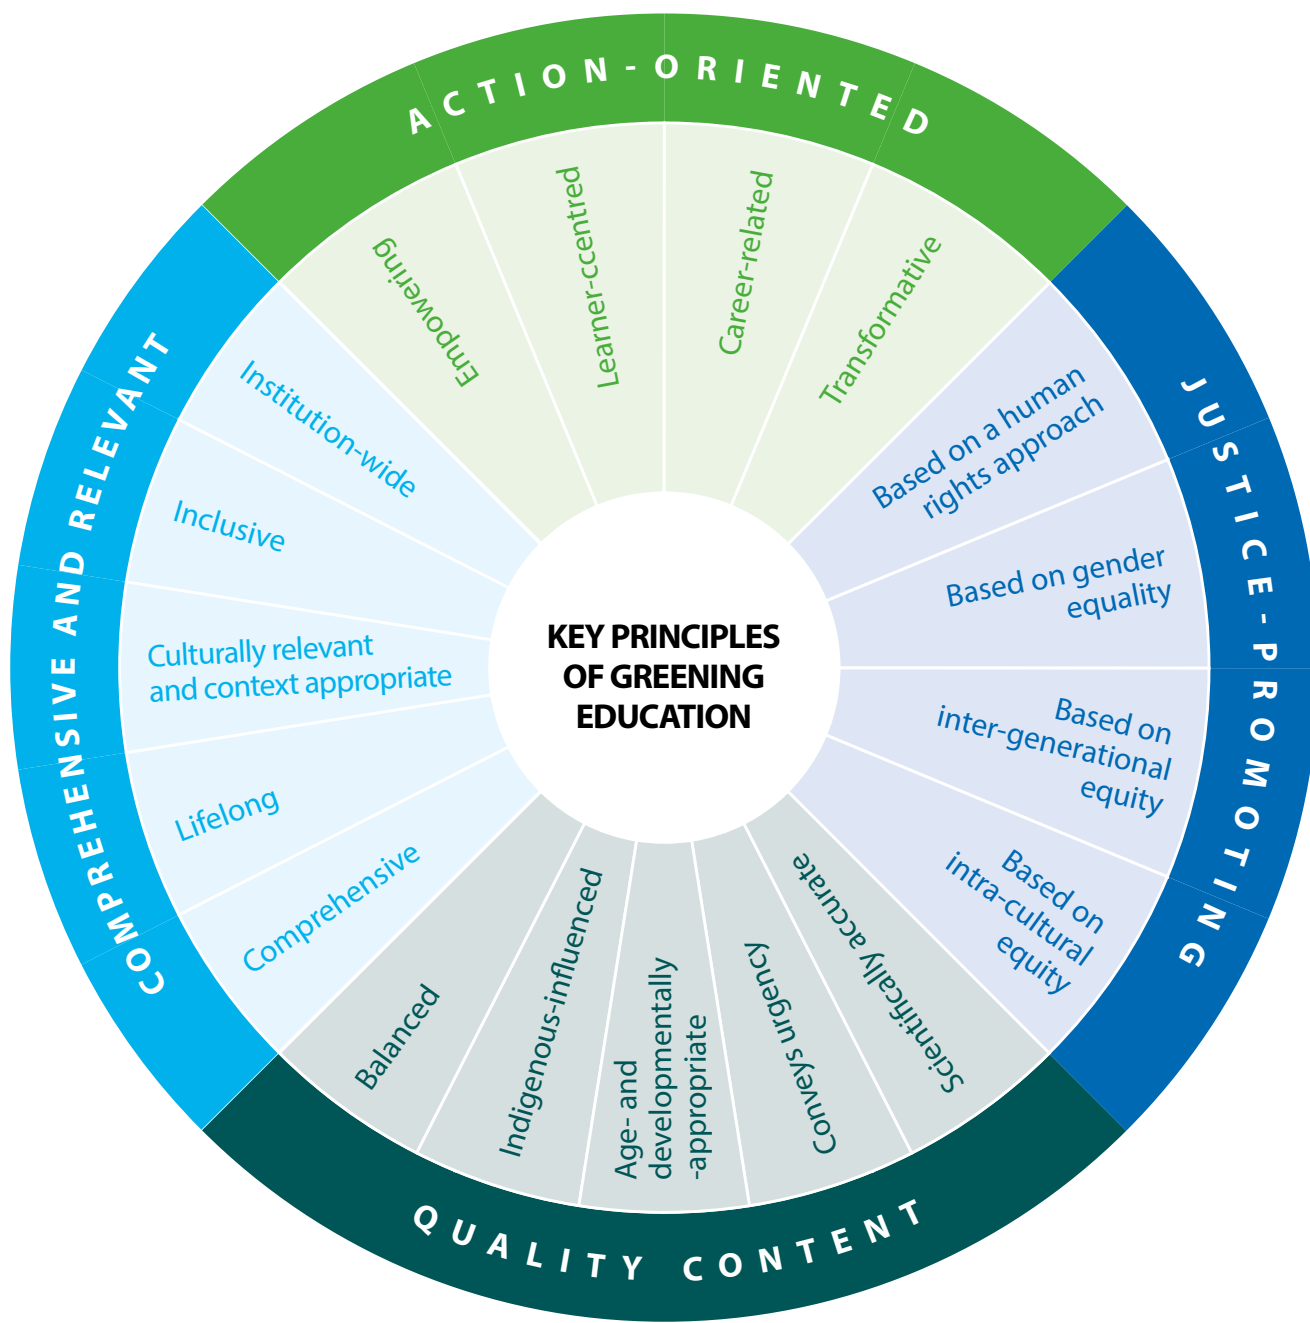 ACTION-ORIENTED
Empowering
Learner-ccentred
Career-related
Transformative
JUSTICE-PROMOTING
Based on a human
rights approach
Based on gender
equality
Based on
inter-generational
equity
Based on
intra-cultural
equity
QUALITY CONTENT
Scientifically accurate
Conveys urgency
Age- and
developmentally
-appropriate
Indigenous-influenced
Balanced
COMPREHENSIVE AND RELEVANT
Comprehensive
Lifelong
Culturally relevant
and context appropriate
Inclusive
Institution-wide
KEY PRINCIPLES
OF GREENING
EDUCATION